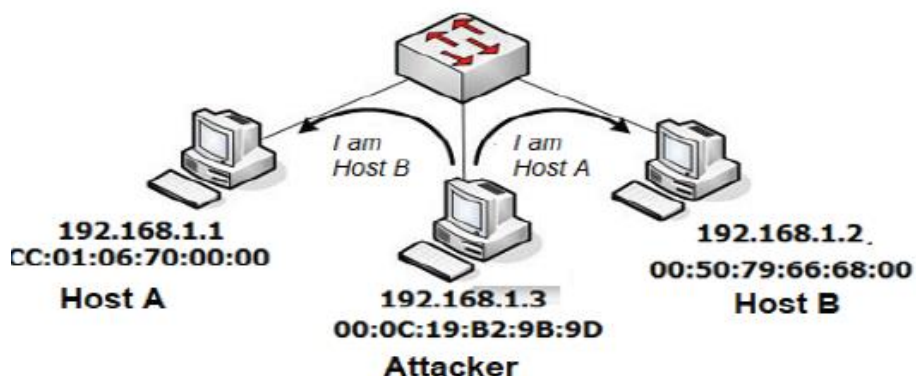 I am
Host B
I am
Host A
192.168.1.1
CC:01:06:70:00:00
Host A
192.168.1.3
00:0C:19:B2:9B:9D
Attacker
192.168.1.2
00:50:79:66:68:00
Host B